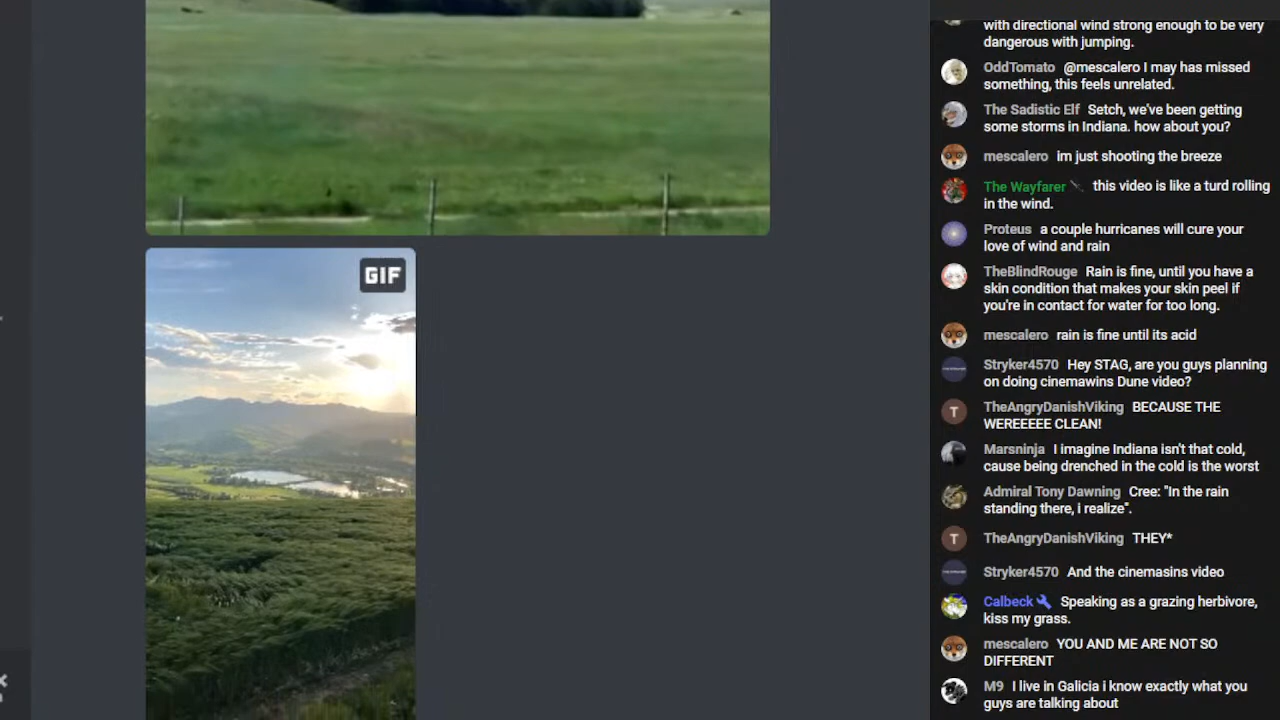 with directional wind strong enough to be very
dangerous with jumping.
OddTomato @mescalero I may has missed
something, this feels unrelated.
The Sadistic Elf Setch, we've been getting
some storms in Indiana. how about you?
mescalero im just shooting the breeze
The Wayfarer this video is like a turd rolling
in the wind.
Proteus a couple hurricanes will cure your
love of wind and rain
TheBlindRouge Rain is fine, until you have a
skin condition that makes your skin peel if
you're in contact for water for too long.
mescalero rain is fine until its acid
Stryker4570 Hey STAG, are you guys planning
on doing cinemawins Dune video?
T TheAngryDanishViking BECAUSE THE
WEREEEEE CLEAN!
Marsninja I imagine Indiana isn't that cold,
cause being drenched in the cold is the worst
Admiral Tony Dawning Cree: "In the rain
standing there, i realize".
T TheAngryDanishViking THEY*
Stryker4570 And the cinemasins video
Calbeck Speaking as a grazing herbivore,
kiss my grass.
mescalero YOU AND ME ARE NOT SO
DIFFERENT
M9 I live in Galicia i know exactly what you
guys are talking about
GIF